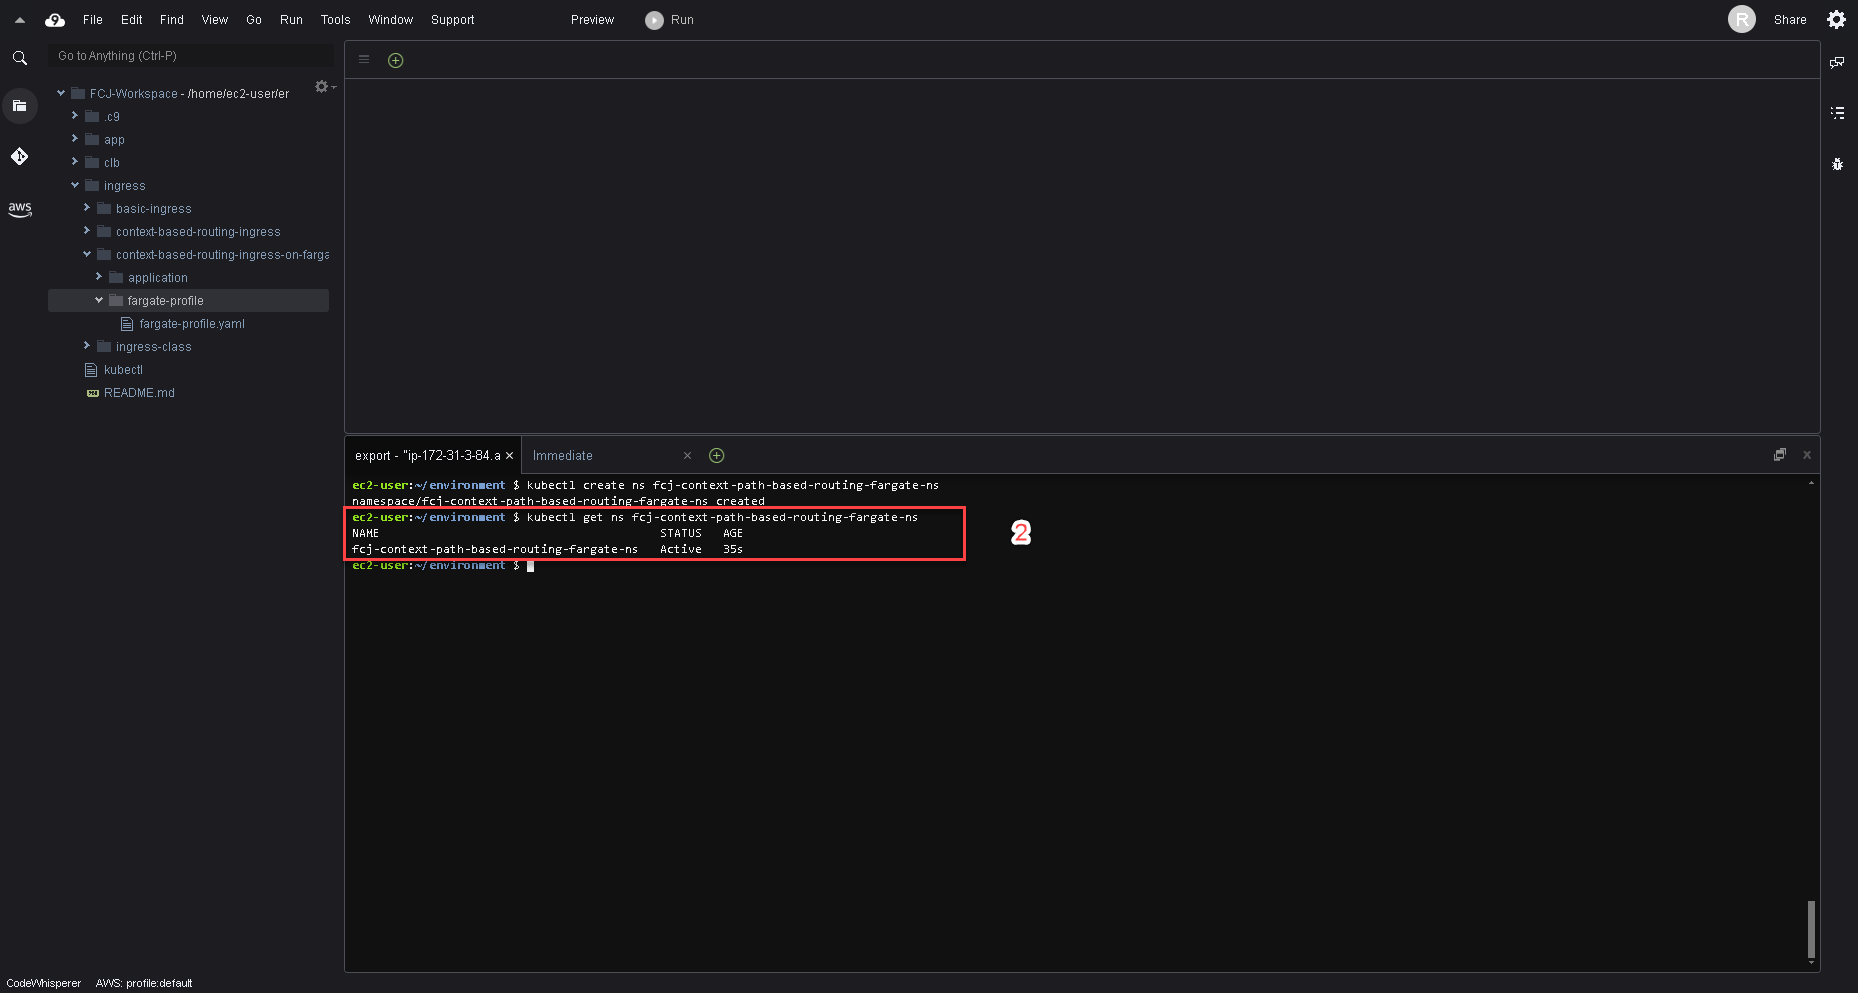 9 File Edit Find View Go Run Tools Window Support Preview Run R Share
Go to Anything (Ctrl-P)
FCJ-Workspace - /home/ec2-user/er
.c9
app
clb
ingress
aws
basic-ingress
context-based-routing-ingress
context-based-routing-ingress-on-farga
application
fargate-profile
fargate-profile.yaml
ingress-class
kubectl
README.md
export - "ip-172-31-3-84.a Immediate
ec2-user:~/environment $ kubectl create ns fcj-context-path-based-routing-fargate-ns
namespace/fcj-context-path-based-routing-fargate-ns created
ec2-user:~/environment $ kubectl get ns fcj-context-path-based-routing-fargate-ns
NAME STATUS AGE
fcj-context-path-based-routing-fargate-ns Active 35s
ec2-user:~/environment $
2
CodeWhisperer AWS: profile:default